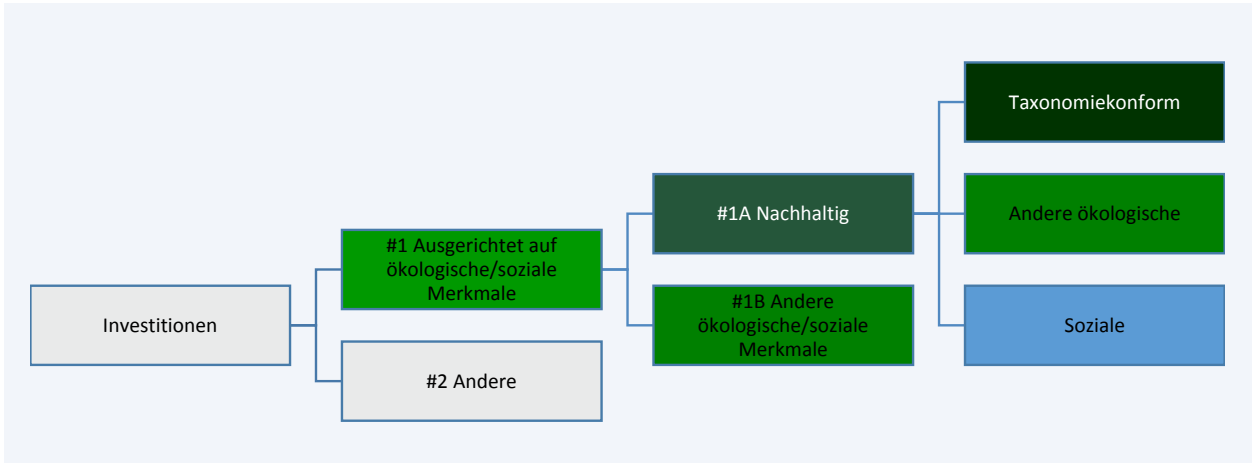 Investitionen
#1 Ausgerichtet auf
ökologische/soziale
Merkmale
#2 Andere
#1A Nachhaltig
#1B Andere
ökologische/soziale
Merkmale
Taxonomiekonform
Andere ökologische
Soziale